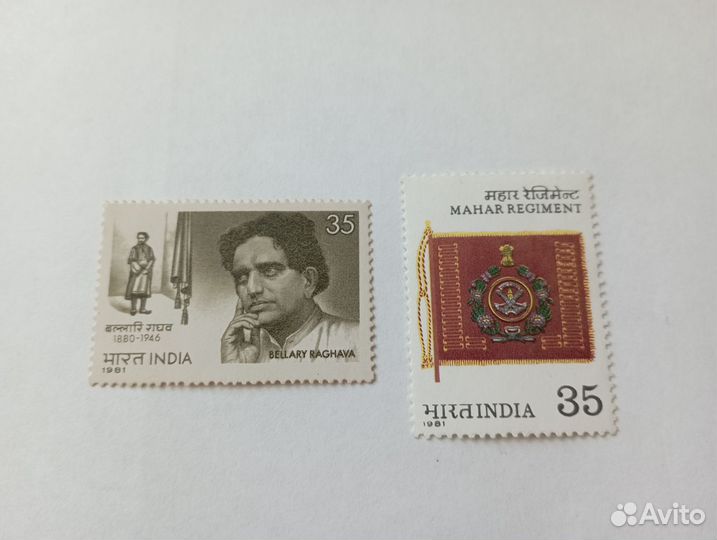 35
बल्लारि राघव
1880-1946
भारत INDIA
1981
BELLARY RAGHAVA
महार रेजिमेन्ट
MAHAR REGIMENT
भारत INDIA 35
1981
Avito